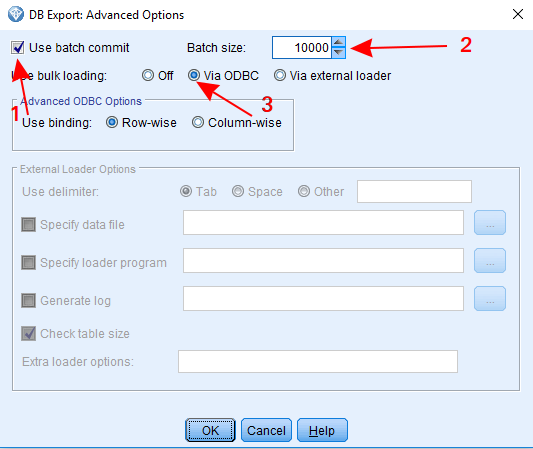 DB Export: Advanced Options
Use batch commit Batch size: 10000 2
Use bulk loading: Off Via ODBC Via external loader
1 3
Advanced ODBC Options
Use binding: Row-wise Column-wise
External Loader Options
Use delimiter: Tab Space Other
Specify data file ...
Specify loader program ...
Generate log ...
Check table size
Extra loader options:
OK Cancel Help